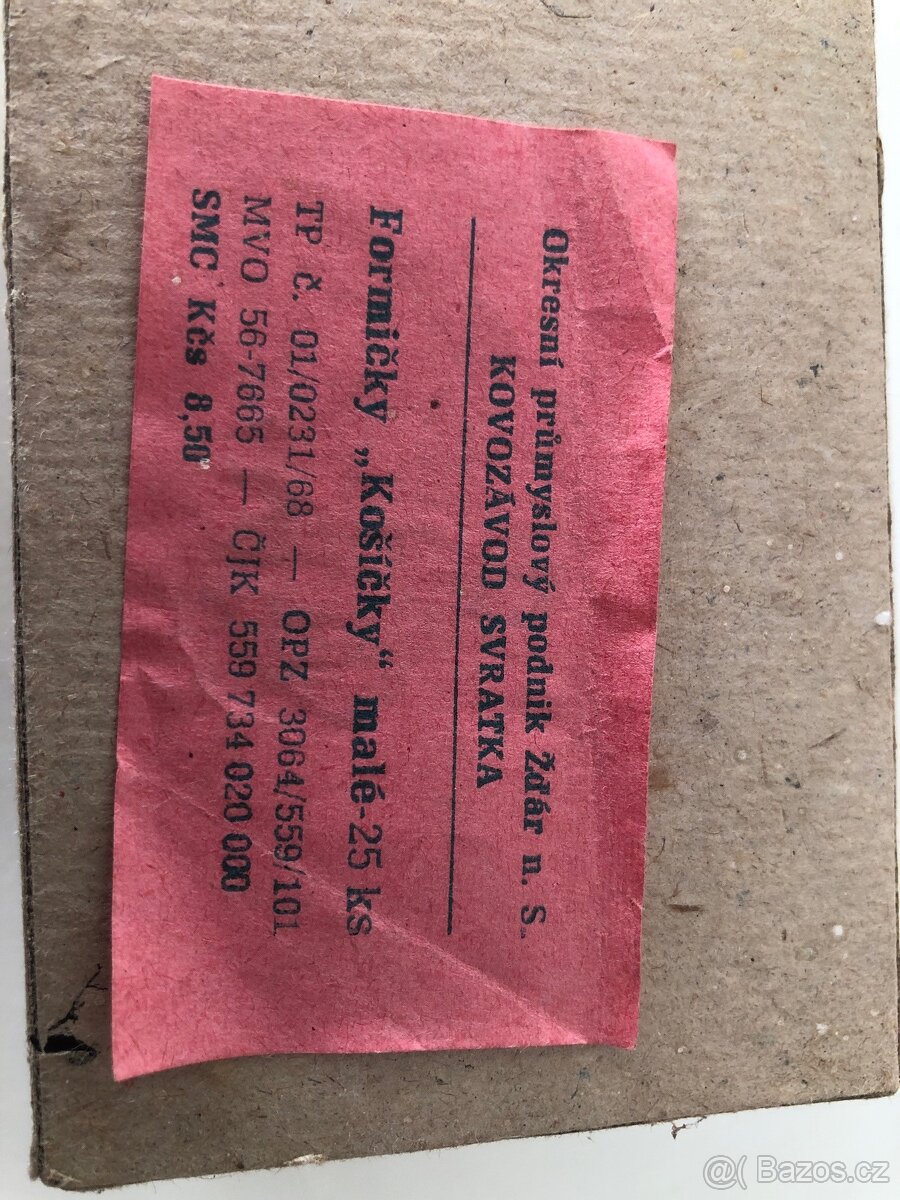 Okresní průmyslový podnik Žďár n. S.
KOVOZÁVOD SVRATKA
Formičky „Košíčky“ malé-25 ks
TP č. 01/0231/68 — OPZ 3064/559/101
MVO 56-7665 — ČJK 559 734 020 000
SMC Kčs 8,50
@( Bazos.cz